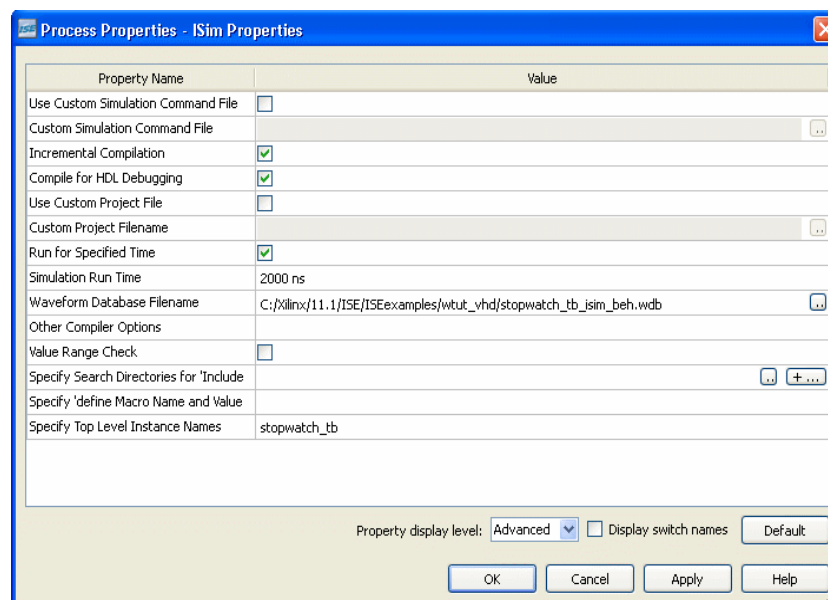 ISE Process Properties - ISim Properties
Property Name Value
Use Custom Simulation Command File
Custom Simulation Command File ..
Incremental Compilation
Compile for HDL Debugging
Use Custom Project File
Custom Project Filename ..
Run for Specified Time
Simulation Run Time 2000 ns
Waveform Database Filename C:/Xilinx/11.1/ISE/ISEexamples/wtut_vhd/stopwatch_tb_isim_beh.wdb ..
Other Compiler Options
Value Range Check
Specify Search Directories for 'Include .. + ...
Specify 'define Macro Name and Value
Specify Top Level Instance Names stopwatch_tb
Property display level: Advanced Display switch names Default
OK Cancel Apply Help